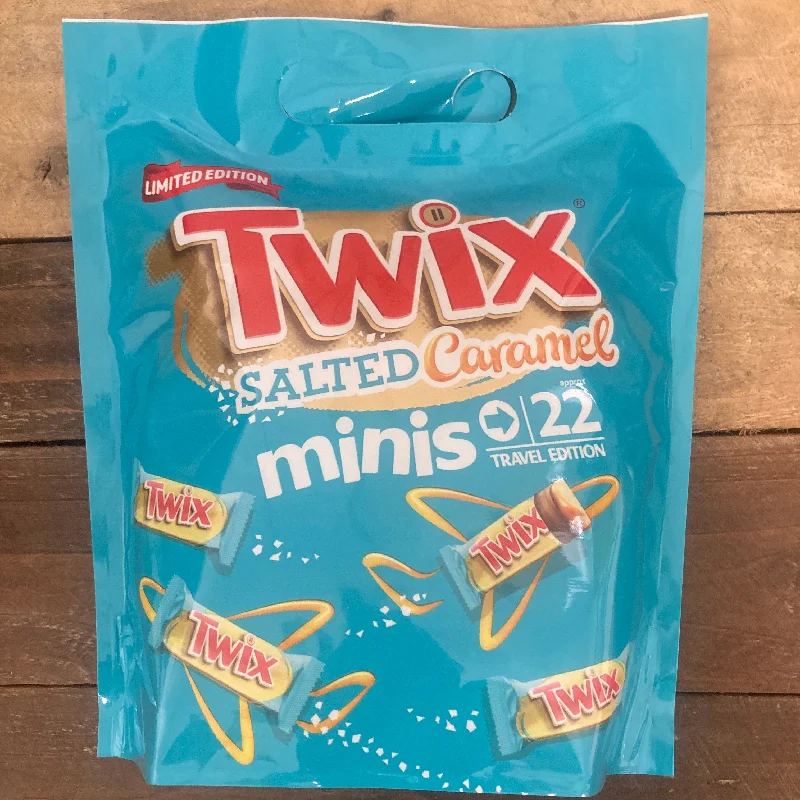 LIMITED EDITION
TWIX ®
SALTED Caramel
minis approx 22
TRAVEL EDITION
TWIX
TWIX
TWIX
TWIX